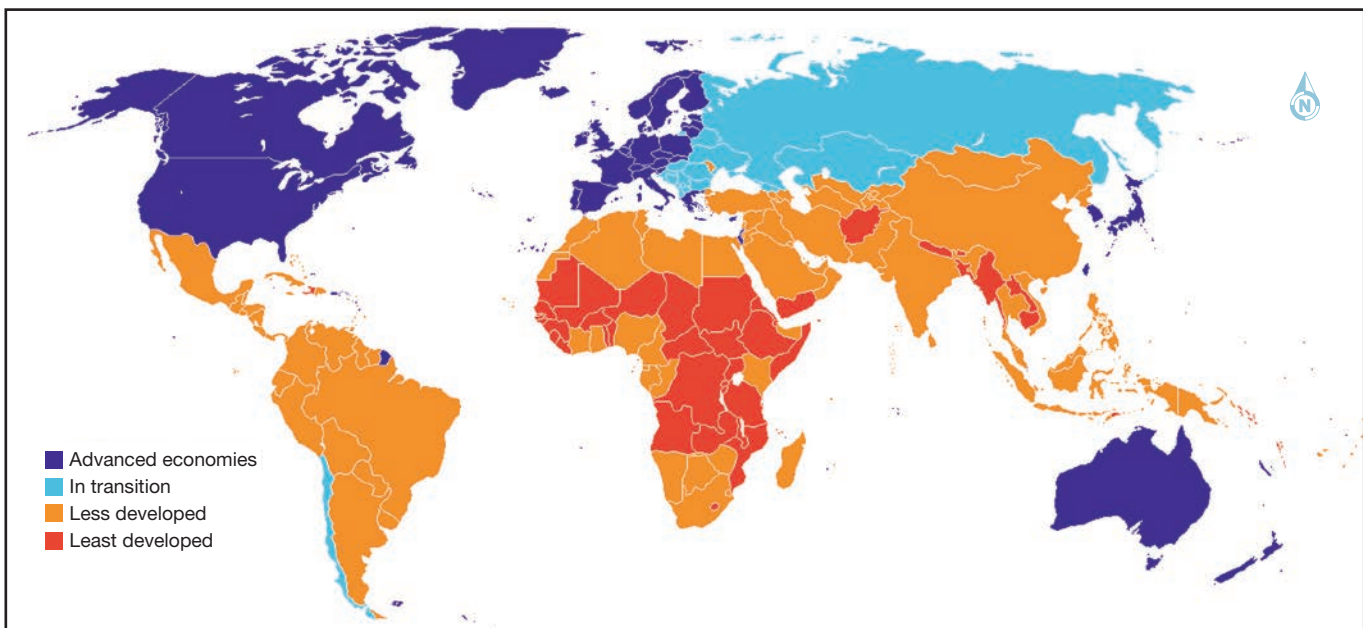 N
Advanced economies
In transition
Less developed
Least developed